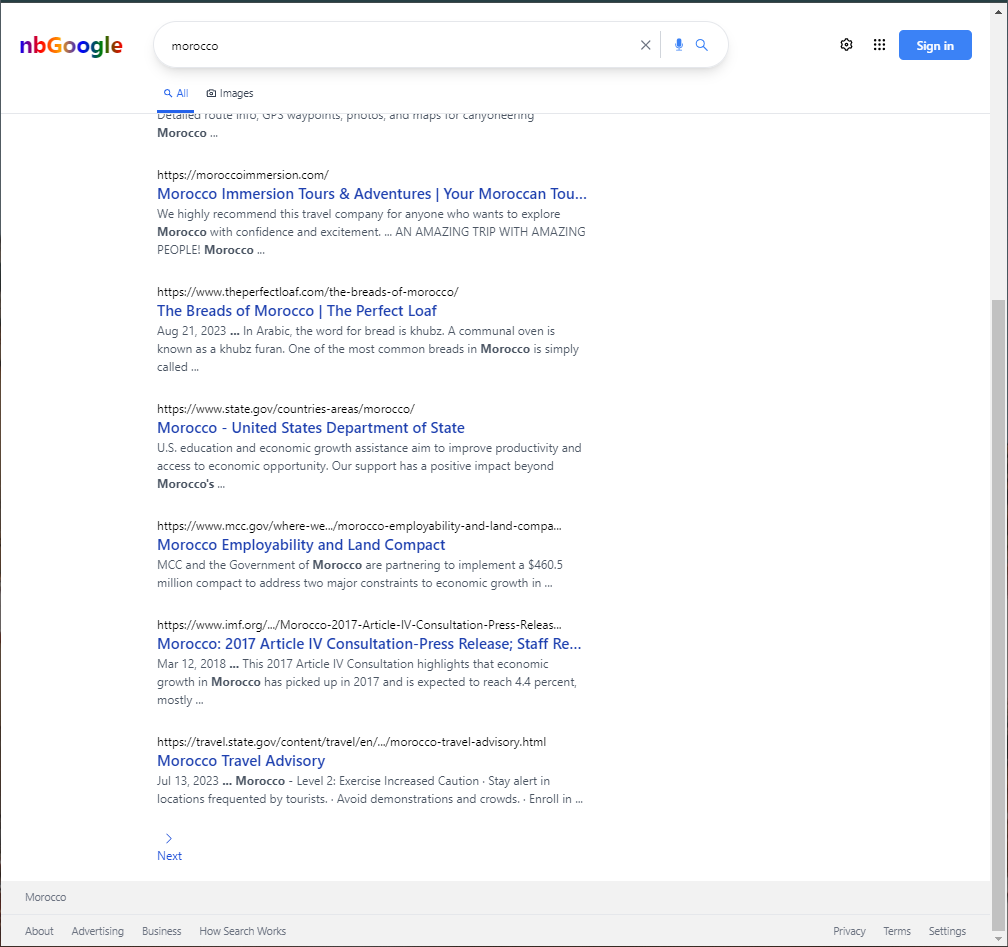 nbGoogle
morocco
Sign in
All Images
Detailed route info, GPS waypoints, photos, and maps for canyoneering
Morocco ...
https://moroccoimmersion.com/
Morocco Immersion Tours & Adventures | Your Moroccan Tou...
We highly recommend this travel company for anyone who wants to explore
Morocco with confidence and excitement. ... AN AMAZING TRIP WITH AMAZING
PEOPLE! Morocco ...
https://www.theperfectloaf.com/the-breads-of-morocco/
The Breads of Morocco | The Perfect Loaf
Aug 21, 2023 ... In Arabic, the word for bread is khubz. A communal oven is
known as a khubz furan. One of the most common breads in Morocco is simply
called ...
https://www.state.gov/countries-areas/morocco/
Morocco - United States Department of State
U.S. education and economic growth assistance aim to improve productivity and
access to economic opportunity. Our support has a positive impact beyond
Morocco's ...
https://www.mcc.gov/where-we.../morocco-employability-and-land-compa...
Morocco Employability and Land Compact
MCC and the Government of Morocco are partnering to implement a $460.5
million compact to address two major constraints to economic growth in ...
https://www.imf.org/.../Morocco-2017-Article-IV-Consultation-Press-Releas...
Morocco: 2017 Article IV Consultation-Press Release; Staff Re...
Mar 12, 2018 ... This 2017 Article IV Consultation highlights that economic
growth in Morocco has picked up in 2017 and is expected to reach 4.4 percent,
mostly ...
https://travel.state.gov/content/travel/en/.../morocco-travel-advisory.html
Morocco Travel Advisory
Jul 13, 2023 ... Morocco - Level 2: Exercise Increased Caution · Stay alert in
locations frequented by tourists. · Avoid demonstrations and crowds. · Enroll in ...
Next
Morocco
About Advertising Business How Search Works Privacy Terms Settings